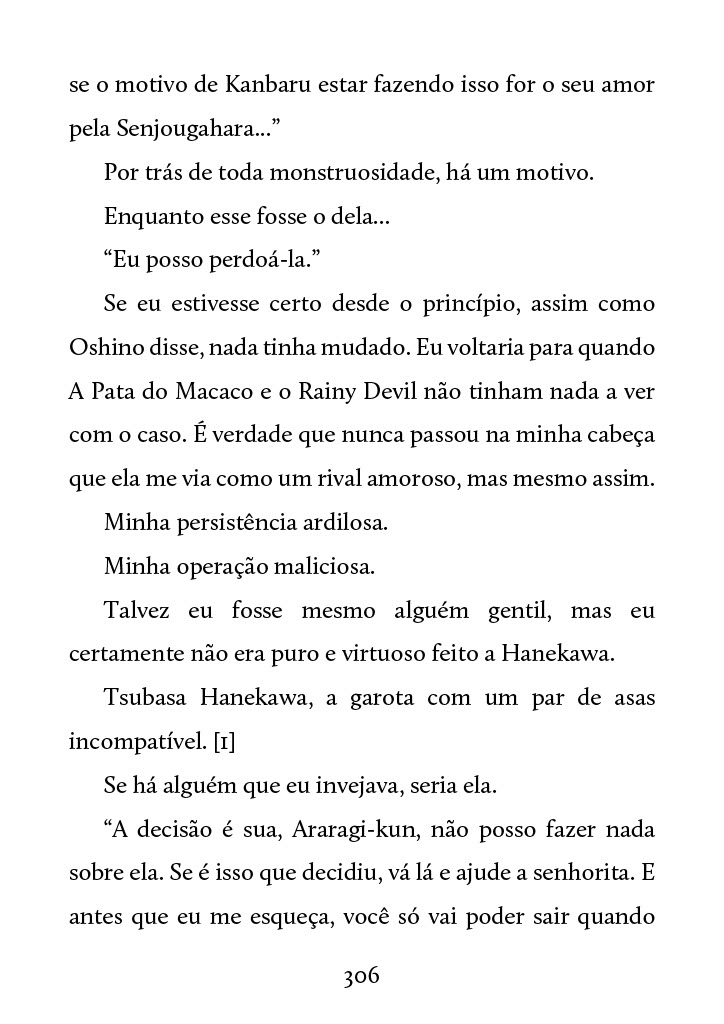 se o motivo de Kanbaru estar fazendo isso for o seu amor
pela Senjougahara...”
Por trás de toda monstruosidade, há um motivo.
Enquanto esse fosse o dela...
“Eu posso perdoá-la.”
Se eu estivesse certo desde o princípio, assim como
Oshino disse, nada tinha mudado. Eu voltaria para quando
A Pata do Macaco e o Rainy Devil não tinham nada a ver
com o caso. É verdade que nunca passou na minha cabeça
que ela me via como um rival amoroso, mas mesmo assim.
Minha persistência ardilosa.
Minha operação maliciosa.
Talvez eu fosse mesmo alguém gentil, mas eu
certamente não era puro e virtuoso feito a Hanekawa.
Tsubasa Hanekawa, a garota com um par de asas
incompatível. [1]
Se há alguém que eu invejava, seria ela.
“A decisão é sua, Araragi-kun, não posso fazer nada
sobre ela. Se é isso que decidiu, vá lá e ajude a senhorita. E
antes que eu me esqueça, você só vai poder sair quando
306